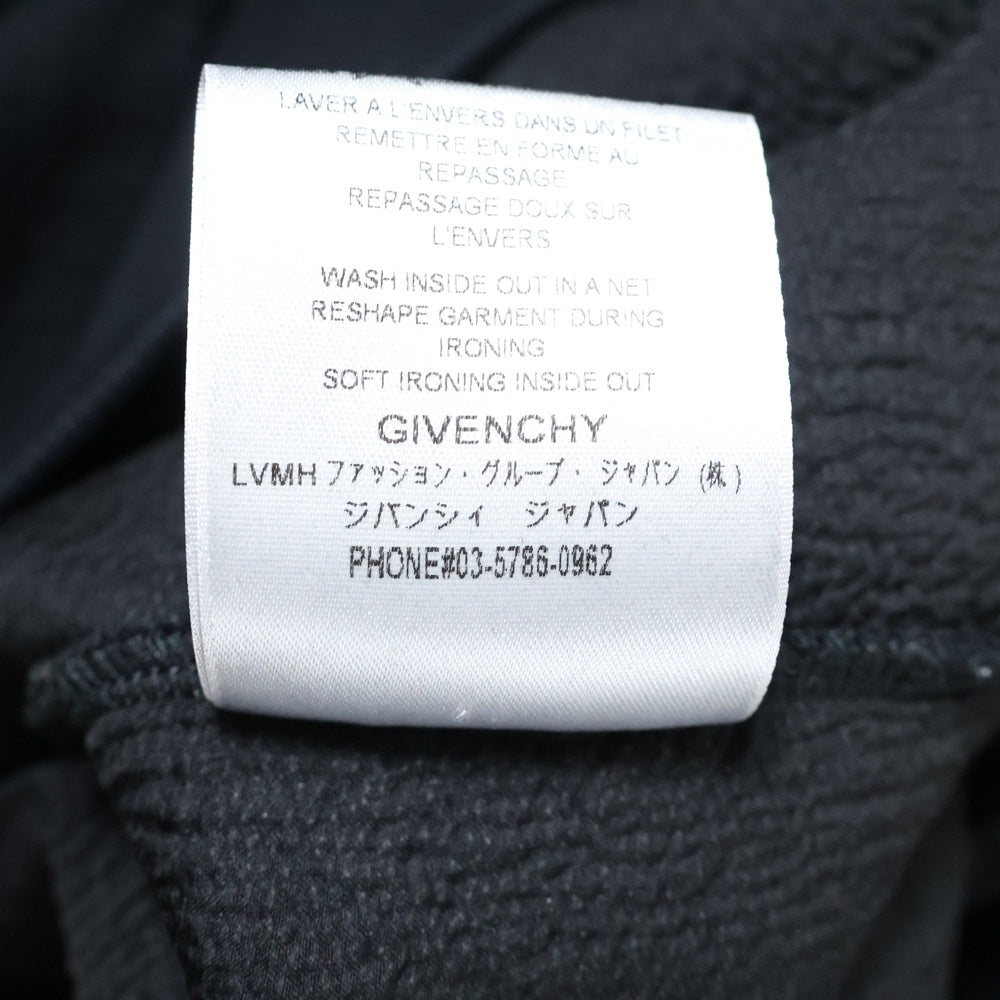 LAVER A L'ENVERS DANS UN FILET
REMETTRE EN FORME AU
REPASSAGE
REPASSAGE DOUX SUR
L'ENVERS
WASH INSIDE OUT IN A NET
RESHAPE GARMENT DURING
IRONING
SOFT IRONING INSIDE OUT
GIVENCHY
LVMH ファッション・グループ・ ジャパン (株)
ジバンシィ ジャパン
PHONE#03-5786-0962